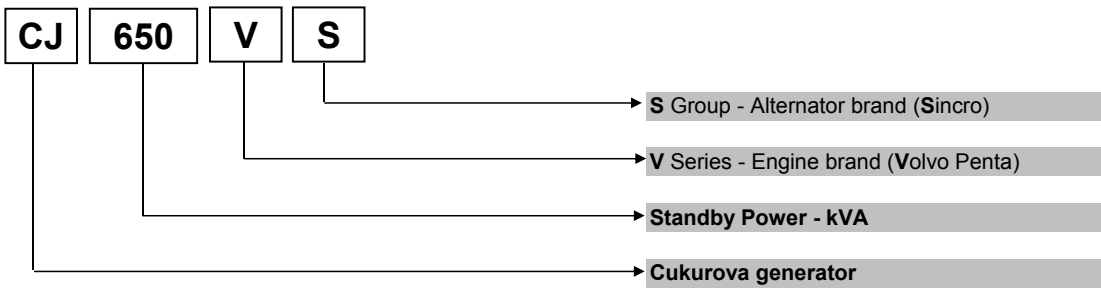 CJ 650 V S
S Group - Alternator brand (Sincro)
V Series - Engine brand (Volvo Penta)
Standby Power - kVA
Cukurova generator